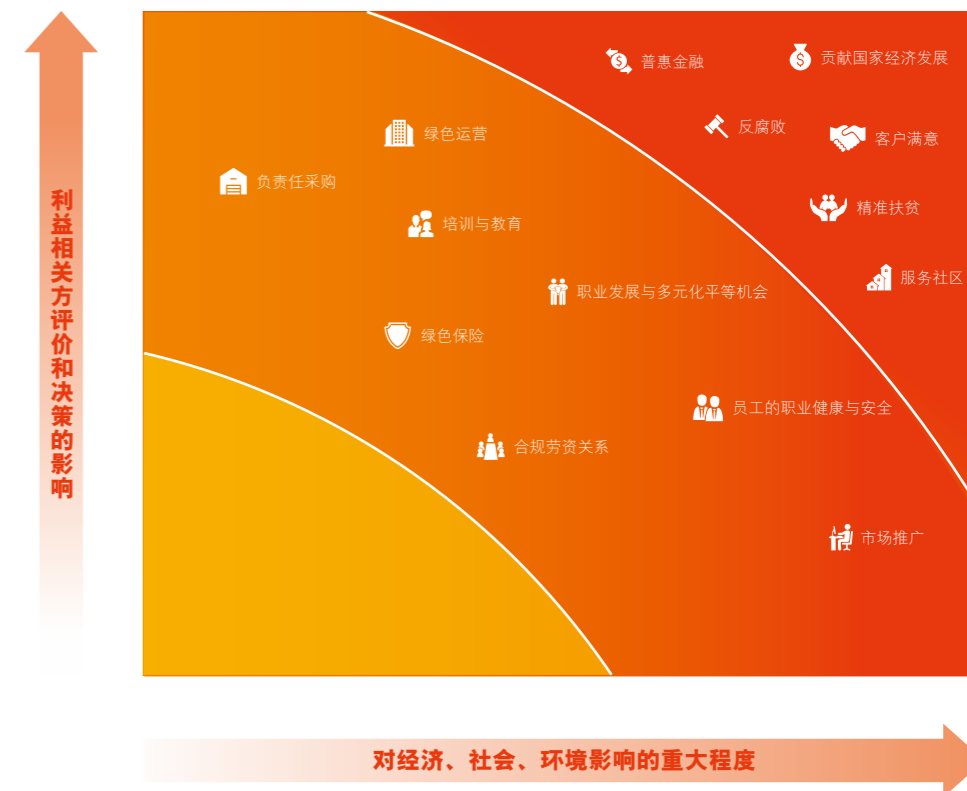 利益相关方评价和决策的影响
普惠金融
贡献国家经济发展
反腐败
客户满意
绿色运营
负责任采购
精准扶贫
培训与教育
服务社区
职业发展与多元化平等机会
绿色保险
员工的职业健康与安全
合规劳资关系
市场推广
对经济、社会、环境影响的重大程度